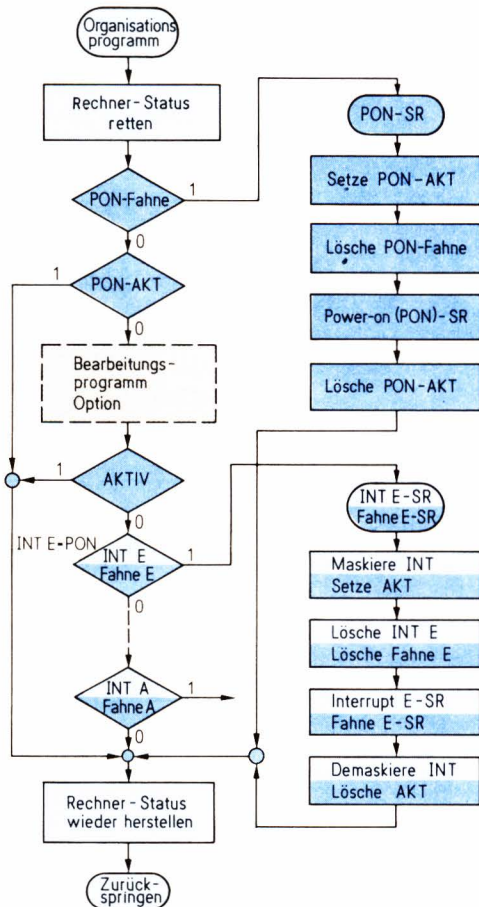 Organisations
programm
Rechner-Status
retten
PON-Fahne
1
0
PON-AKT
1
0
Bearbeitungs-
programm
Option
AKTIV
1
0
INT E-PON
INT E
Fahne E
1
0
INT A
Fahne A
1
0
Rechner-Status
wieder herstellen
Zurück-
springen
PON-SR
Setze PON-AKT
Lösche PON-Fahne
Power-on (PON)-SR
Lösche PON-AKT
INT E-SR
Fahne E-SR
Maskiere INT
Setze AKT
Lösche INT E
Lösche Fahne E
Interrupt E-SR
Fahne E-SR
Demaskiere INT
Lösche AKT